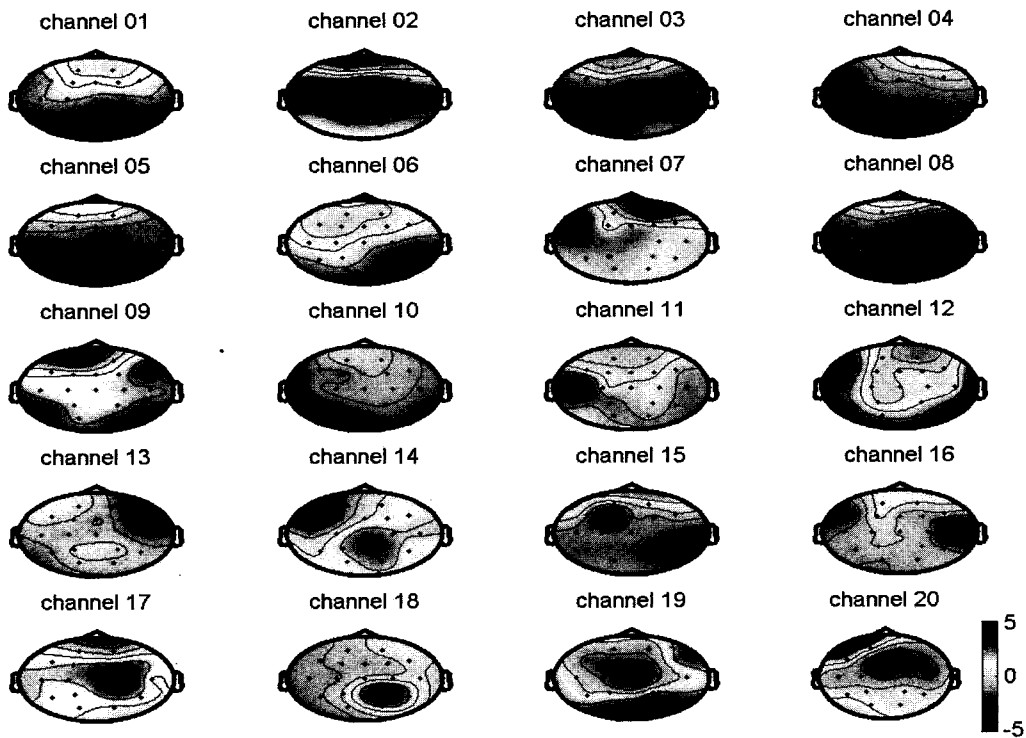 channel 01
channel 02
channel 03
channel 04
channel 05
channel 06
channel 07
channel 08
channel 09
channel 10
channel 11
channel 12
channel 13
channel 14
channel 15
channel 16
channel 17
channel 18
channel 19
channel 20
5
0
-5